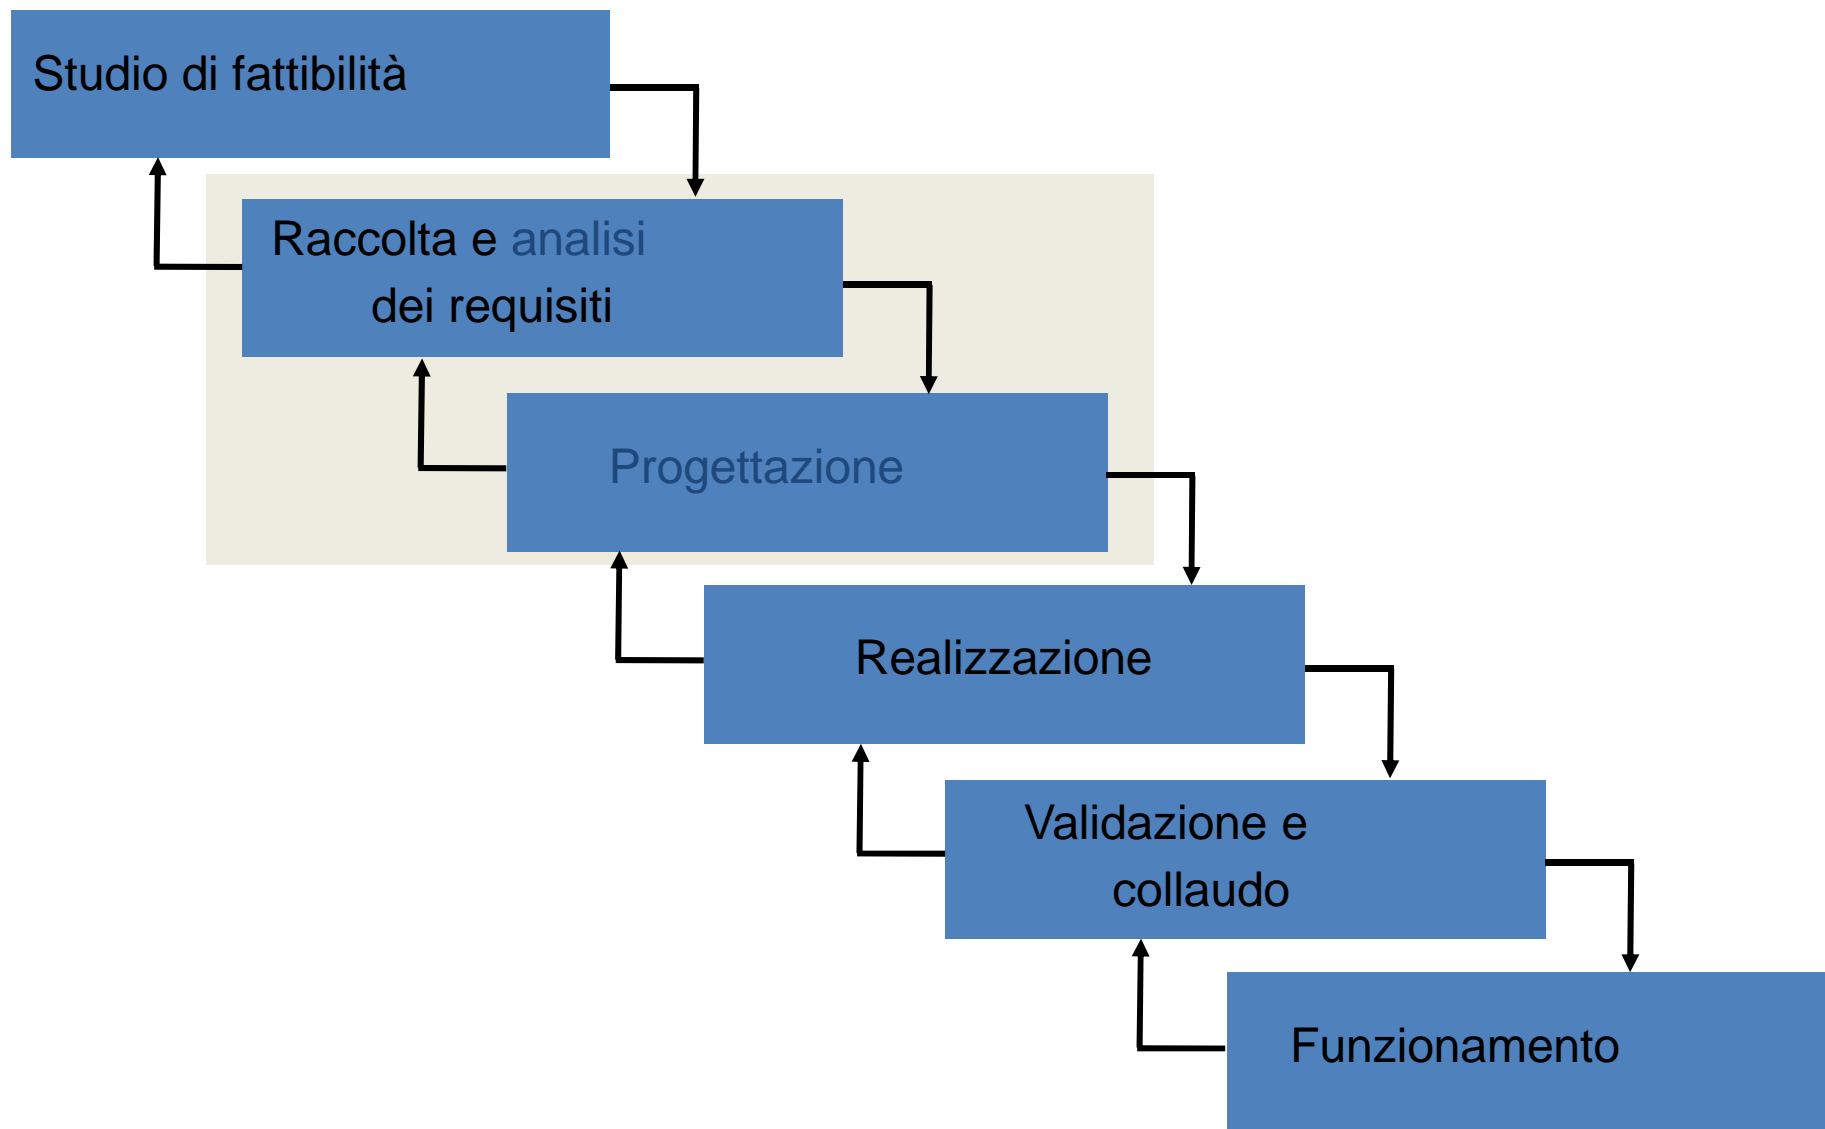 Studio di fattibilità
Raccolta e analisi
dei requisiti
Progettazione
Realizzazione
Validazione e
collaudo
Funzionamento